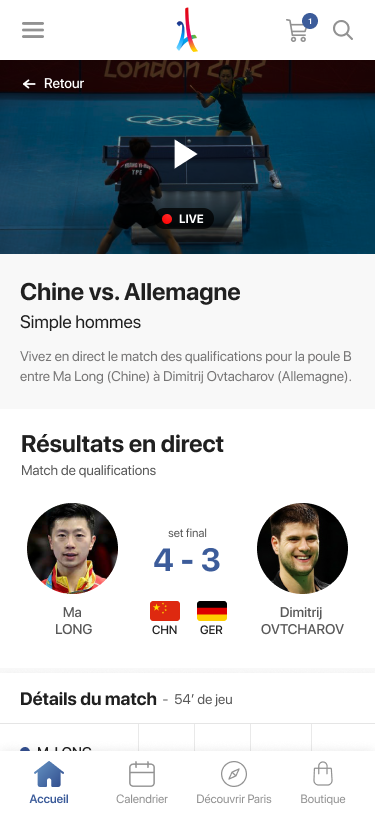 1
London 2012
← Retour
TPE
LIVE
Chine vs. Allemagne
Simple hommes
Vivez en direct le match des qualifications pour la poule B
entre Ma Long (Chine) à Dimitrij Ovtacharov (Allemagne).
Résultats en direct
Match de qualifications
set final
4 - 3
Ma
LONG
CHN
GER
Dimitrij
OVTCHAROV
Détails du match - 54’ de jeu
M. LONG
Accueil
Calendrier
Découvrir Paris
Boutique